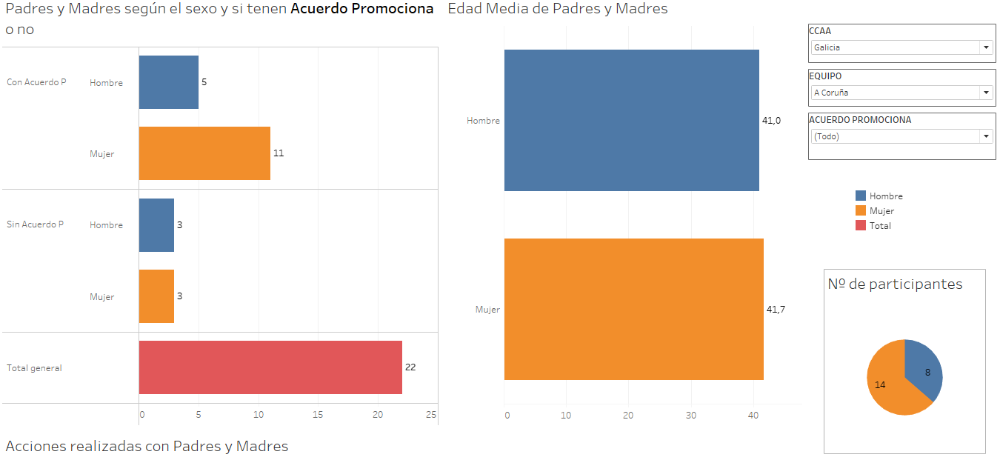 Padres y Madres según el sexo y si tienen Acuerdo Promociona
o no
Con Acuerdo P
Hombre
5
Mujer
11
Sin Acuerdo P
Hombre
3
Mujer
3
Total general
22
0 5 10 15 20 25
Edad Media de Padres y Madres
Hombre
41,0
Mujer
41,7
0 10 20 30 40
CCAA
Galicia
EQUIPO
A Coruña
ACUERDO PROMOCIONA
(Todo)
Hombre
Mujer
Total
Nº de participantes
8
14
Acciones realizadas con Padres y Madres